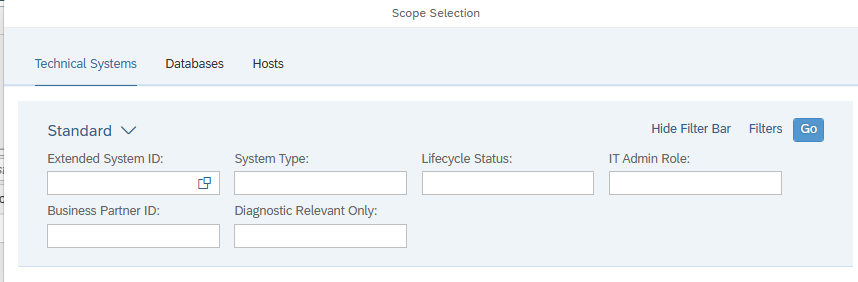 Scope Selection
Technical Systems Databases Hosts
Standard Hide Filter Bar Filters Go
Extended System ID: System Type: Lifecycle Status: IT Admin Role:
Business Partner ID: Diagnostic Relevant Only: